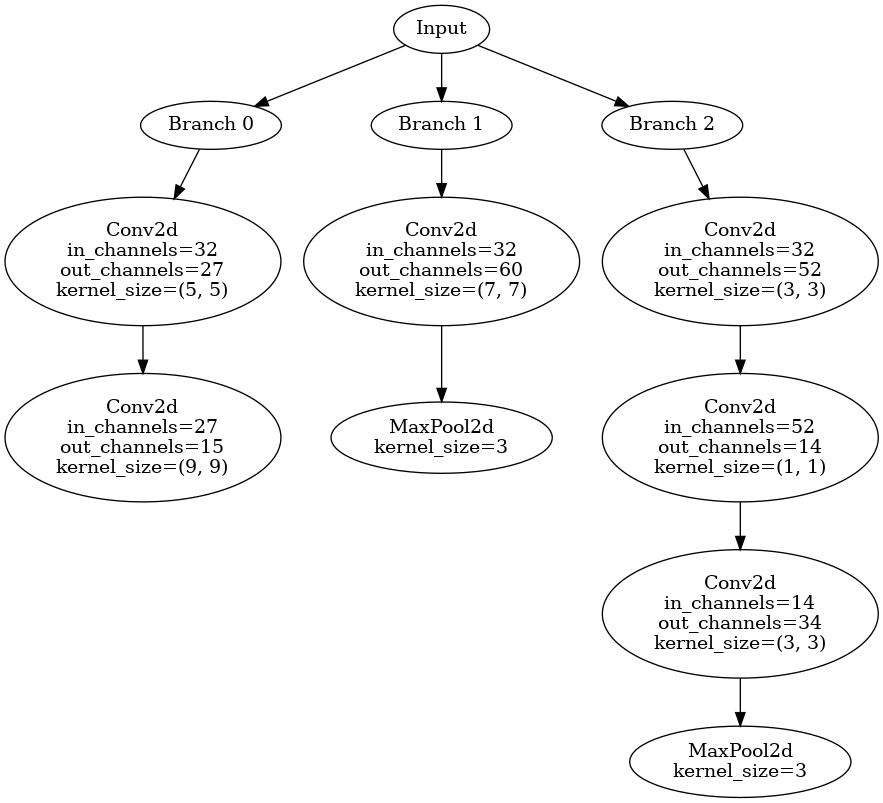 Input
Branch 0
Branch 1
Branch 2
Conv2d
in_channels=32
out_channels=27
kernel_size=(5, 5)
Conv2d
in_channels=32
out_channels=60
kernel_size=(7, 7)
Conv2d
in_channels=32
out_channels=52
kernel_size=(3, 3)
Conv2d
in_channels=27
out_channels=15
kernel_size=(9, 9)
MaxPool2d
kernel_size=3
Conv2d
in_channels=52
out_channels=14
kernel_size=(1, 1)
Conv2d
in_channels=14
out_channels=34
kernel_size=(3, 3)
MaxPool2d
kernel_size=3